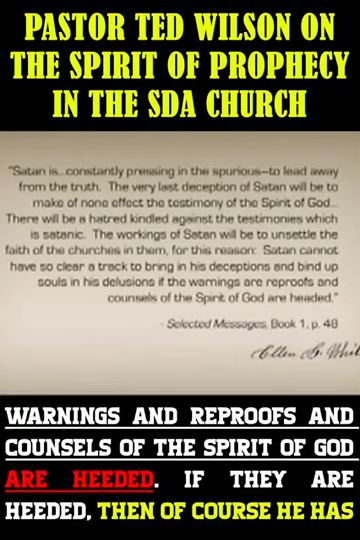 PASTOR TED WILSON ON
THE SPIRIT OF PROPHECY
IN THE SDA CHURCH
"Satan is...constantly pressing in the spurious—to lead away
from the truth. The very last deception of Satan will be to
make of none effect the testimony of the Spirit of God...
There will be a hatred kindled against the testimonies which
is satanic. The workings of Satan will be to unsettle the
faith of the churches in them, for this reason: Satan cannot
have so clear a track to bring in his deceptions and bind up
souls in his delusions if the warnings are reproofs and
counsels of the Spirit of God are headed."
- Selected Messages, Book 1, p. 48
Ellen G. Whit
WARNINGS AND REPROOFS AND
COUNSELS OF THE SPIRIT OF GOD
ARE HEEDED. IF THEY ARE
HEEDED, THEN OF COURSE HE HAS